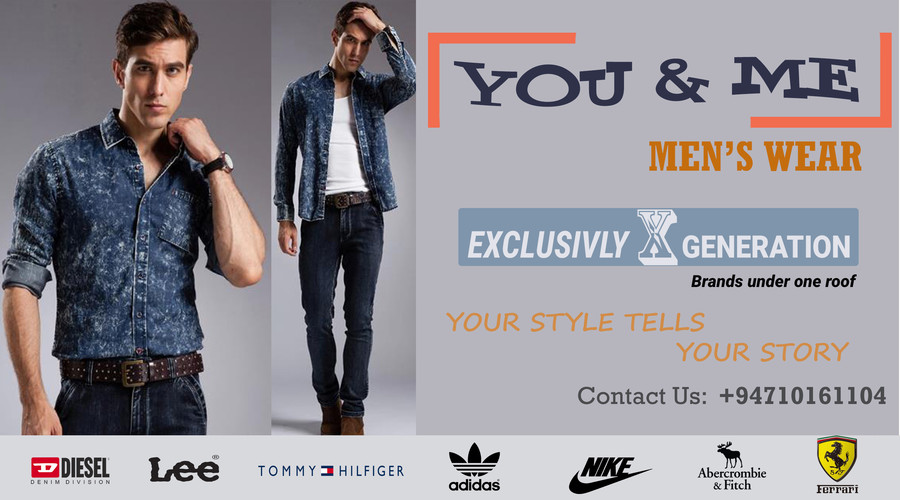 YOU & ME
MEN'S WEAR
EXCLUSIVLY X GENERATION
Brands under one roof
YOUR STYLE TELLS
YOUR STORY
Contact Us: +94710161104
DIESEL
DENIM DIVISION
Lee®
TOMMY HILFIGER
adidas
NIKE
Abercrombie
& Fitch
S F
Ferrari